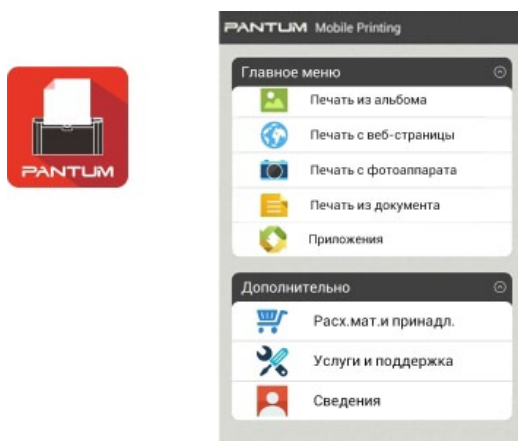 PANTUM
PANTUM Mobile Printing
Главное меню
Печать из альбома
Печать с веб-страницы
Печать с фотоаппарата
Печать из документа
Приложения
Дополнительно
Расх.мат.и принадл.
Услуги и поддержка
Сведения